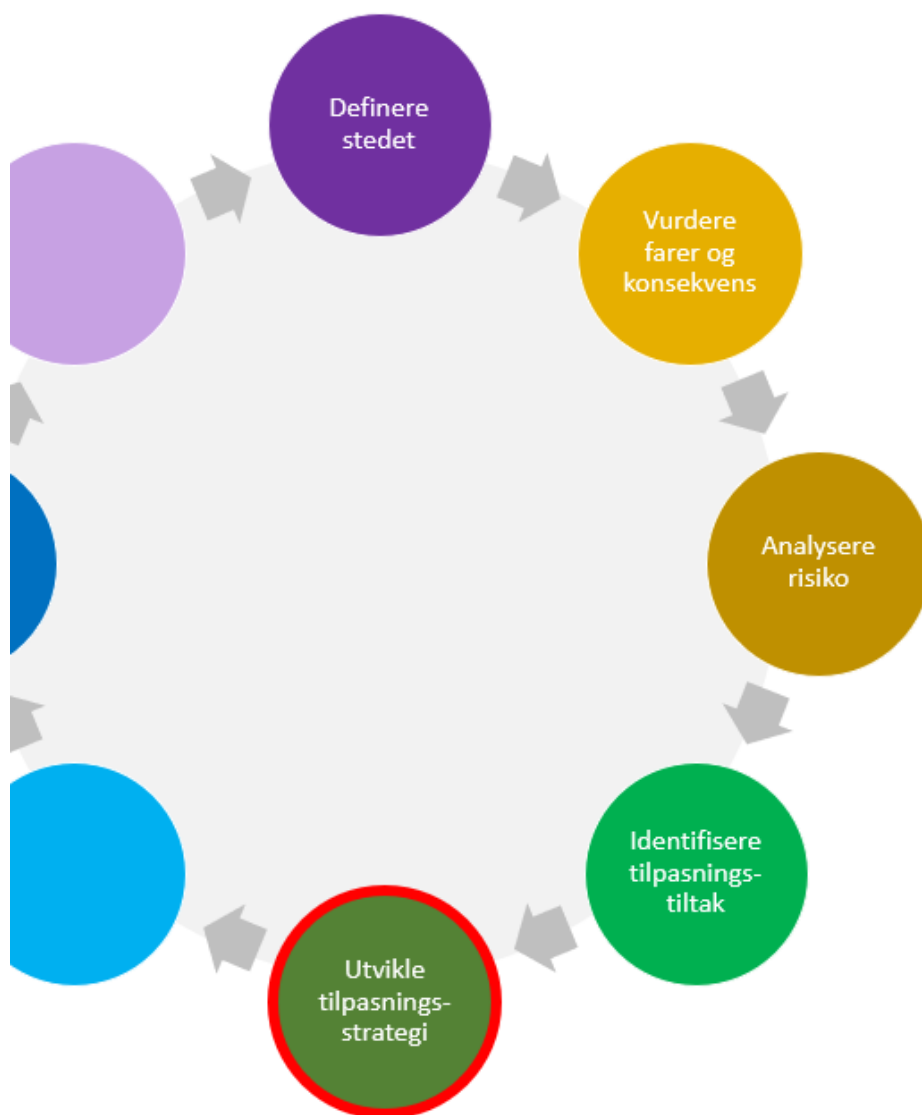 Definere
stedet
Vurdere
farer og
konsekvens
Analysere
risiko
Identifisere
tilpasnings-
tiltak
Utvikle
tilpasnings-
strategi